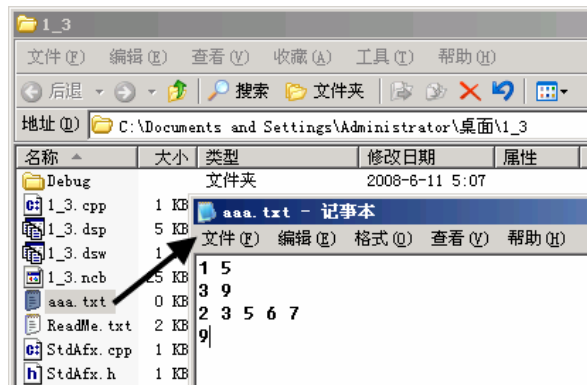 1_3
文件(F) 编辑(E) 查看(V) 收藏(A) 工具(T) 帮助(H)
后退 搜索 文件夹
地址(D) C:\Documents and Settings\Administrator\桌面\1_3
名称 大小 类型 修改日期 属性
Debug 文件夹 2008-6-11 5:07
1_3.cpp 1 KB
1_3.dsp 5 KB
1_3.dsw 1
1_3.ncb 25 KB
aaa.txt 0 KB
ReadMe.txt 2 KB
StdAfx.cpp 1 KB
StdAfx.h 1 KB
aaa.txt - 记事本
文件(F) 编辑(E) 格式(O) 查看(V) 帮助(H)
1 5
3 9
2 3 5 6 7
9